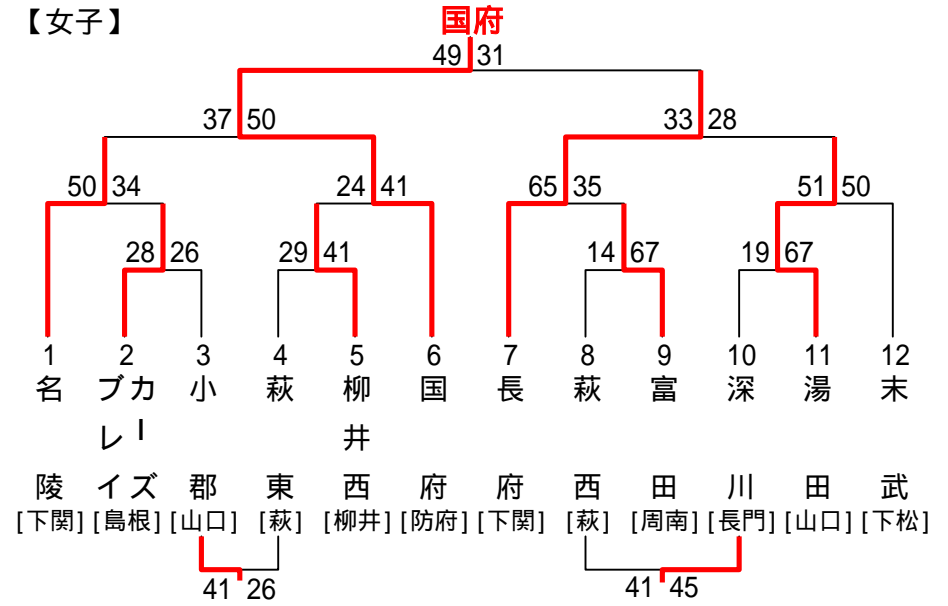 【女子】
国府
49 31
37 50
33 28
50 34
24 41
65 35
51 50
28 26
29 41
14 67
19 67
1 2 3 4 5 6 7 8 9 10 11 12
名陵 ブレイカーズ 小郡 萩東 柳井西 国府 長府 萩西 富田 深川 湯田 末武
[下関] [島根] [山口] [萩] [柳井] [防府] [下関] [萩] [周南] [長門] [山口] [下松]
41 26
41 45